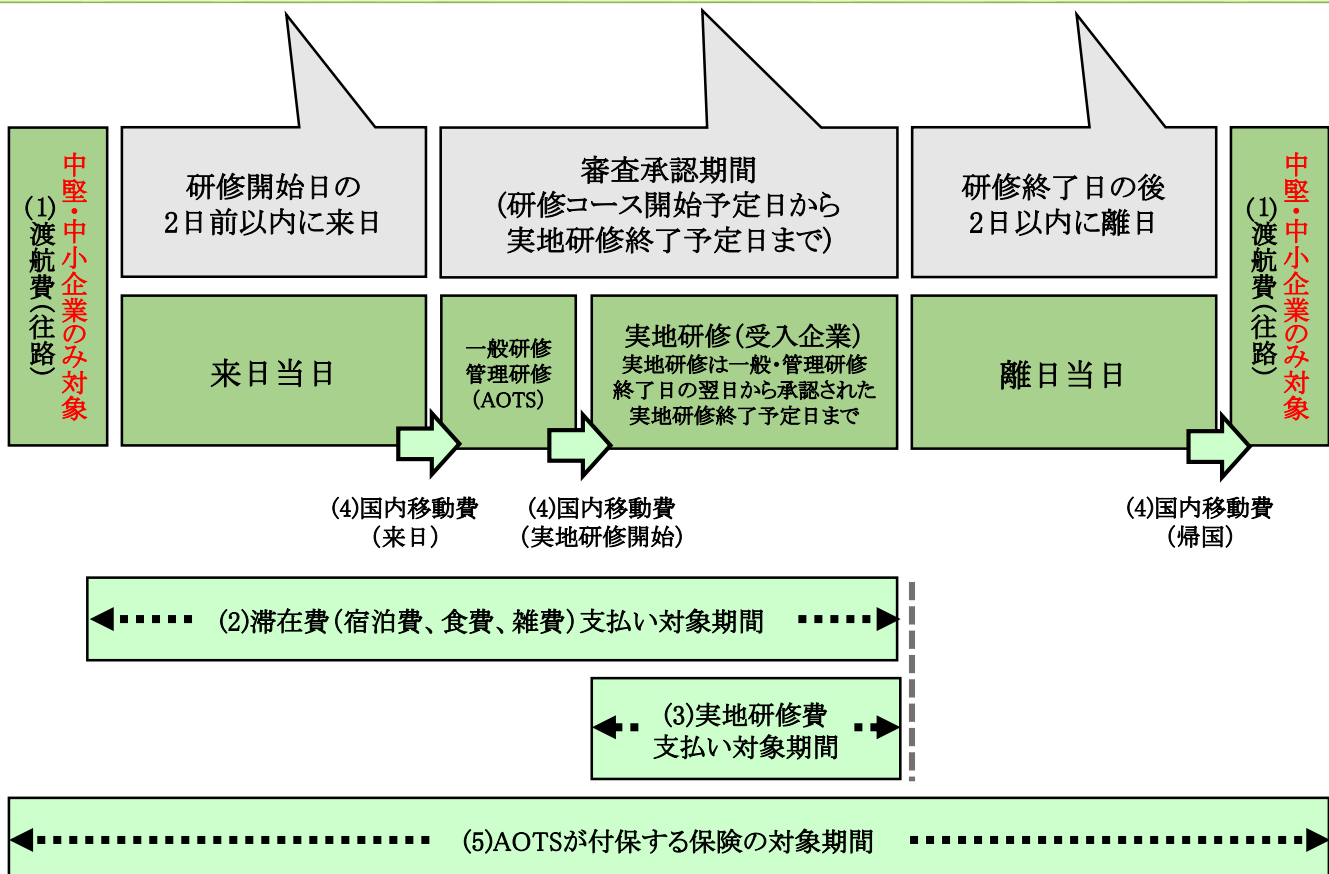 中堅・中小企業のみ対象
(1)渡航費(往路)
研修開始日の
2日前以内に来日
審査承認期間
(研修コース開始予定日から
実地研修終了予定日まで)
研修終了日の後
2日以内に離日
中堅・中小企業のみ対象
(1)渡航費(往路)
来日当日
一般研修
管理研修
(AOTS)
実地研修(受入企業)
実地研修は一般・管理研修
終了日の翌日から承認された
実地研修終了予定日まで
離日当日
(4)国内移動費
(来日)
(4)国内移動費
(実地研修開始)
(4)国内移動費
(帰国)
(2)滞在費(宿泊費、食費、雑費)支払い対象期間
(3)実地研修費
支払い対象期間
(5)AOTSが付保する保険の対象期間